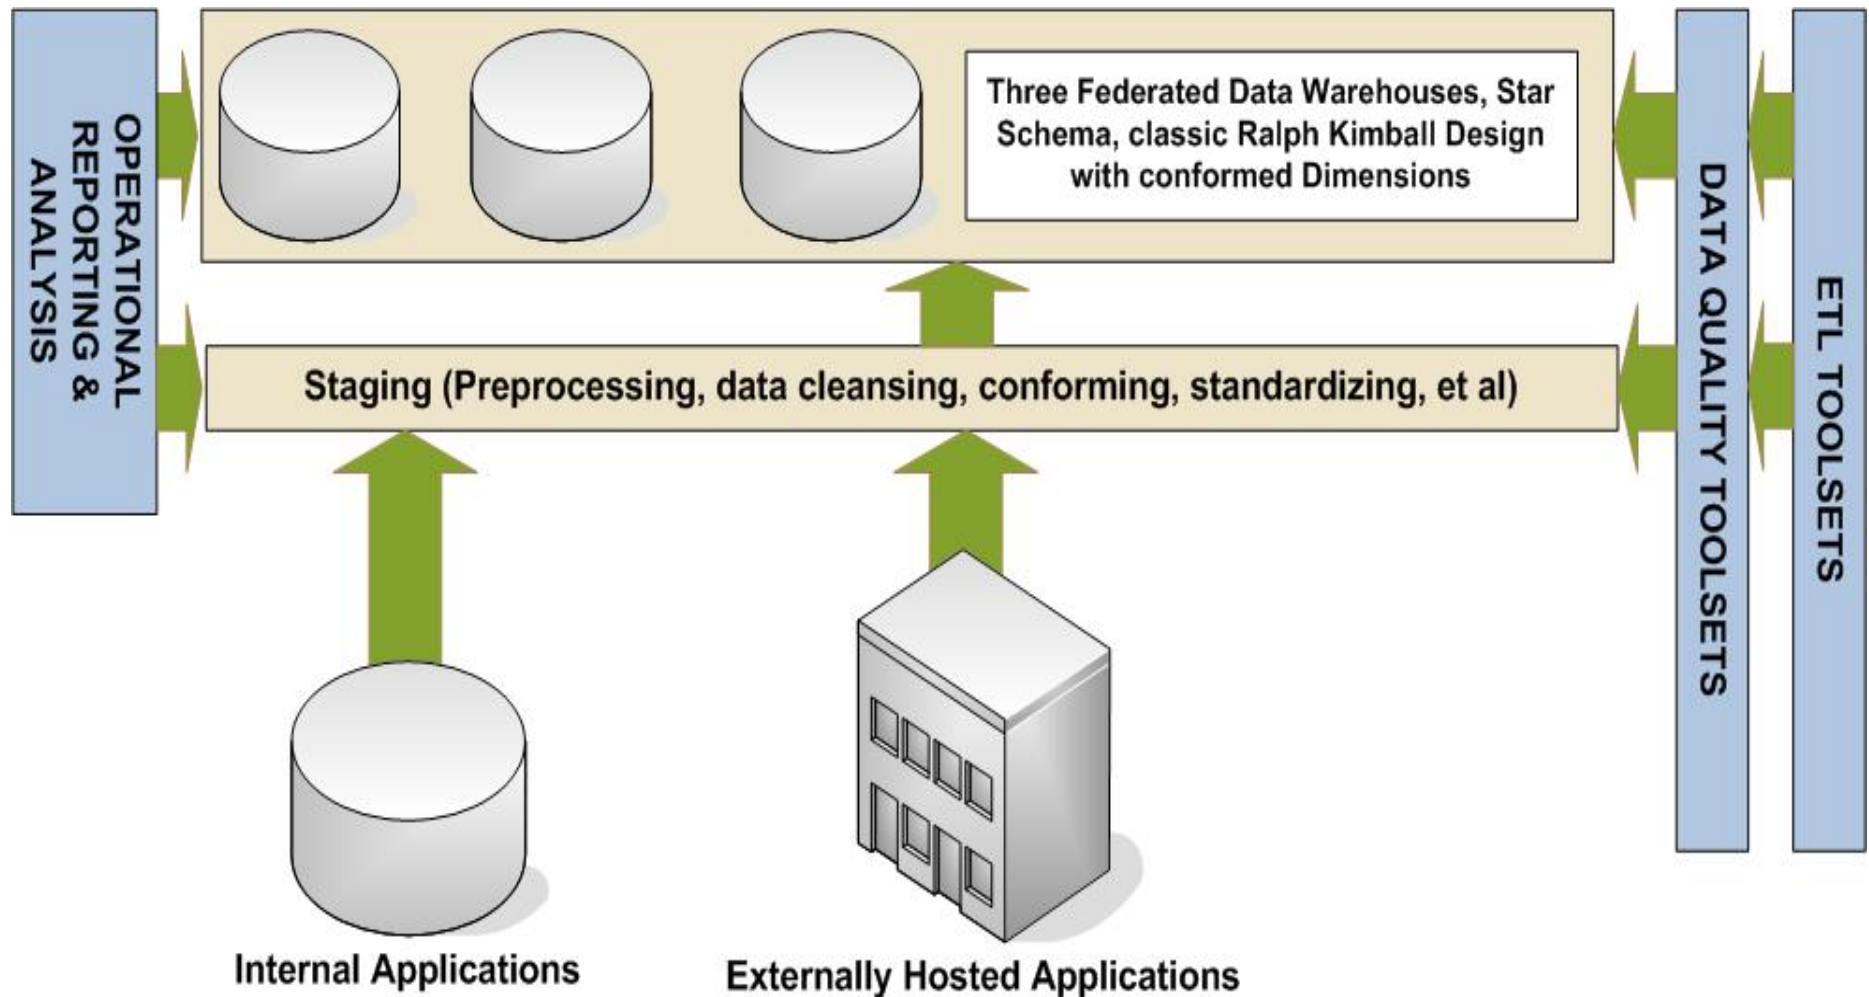 OPERATIONAL
REPORTING &
ANALYSIS
Three Federated Data Warehouses, Star
Schema, classic Ralph Kimball Design
with conformed Dimensions
Staging (Preprocessing, data cleansing, conforming, standardizing, et al)
DATA QUALITY TOOLSETS
ETL TOOLSETS
Internal Applications
Externally Hosted Applications